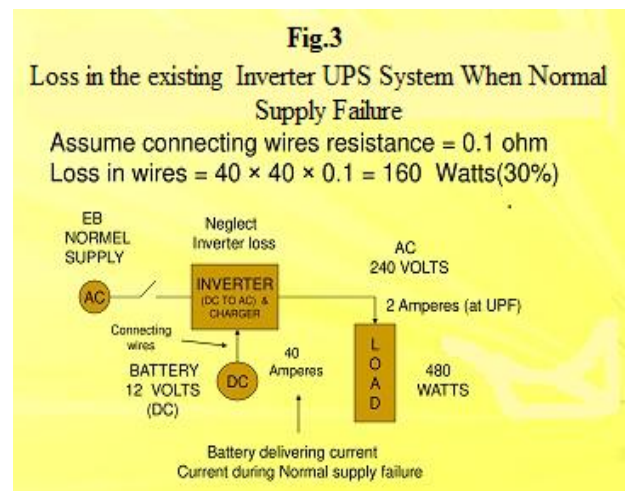 Fig.3
Loss in the existing Inverter UPS System When Normal
Supply Failure
Assume connecting wires resistance = 0.1 ohm
Loss in wires = 40 × 40 × 0.1 = 160 Watts(30%)
EB
NORMEL
SUPPLY
Neglect
Inverter loss
AC
240 VOLTS
AC
INVERTER
(DC TO AC) &
CHARGER
2 Amperes (at UPF)
Connecting
wires
BATTERY
12 VOLTS
(DC)
DC
40
Amperes
L
O
A
D
480
WATTS
Battery delivering current
Current during Normal supply failure